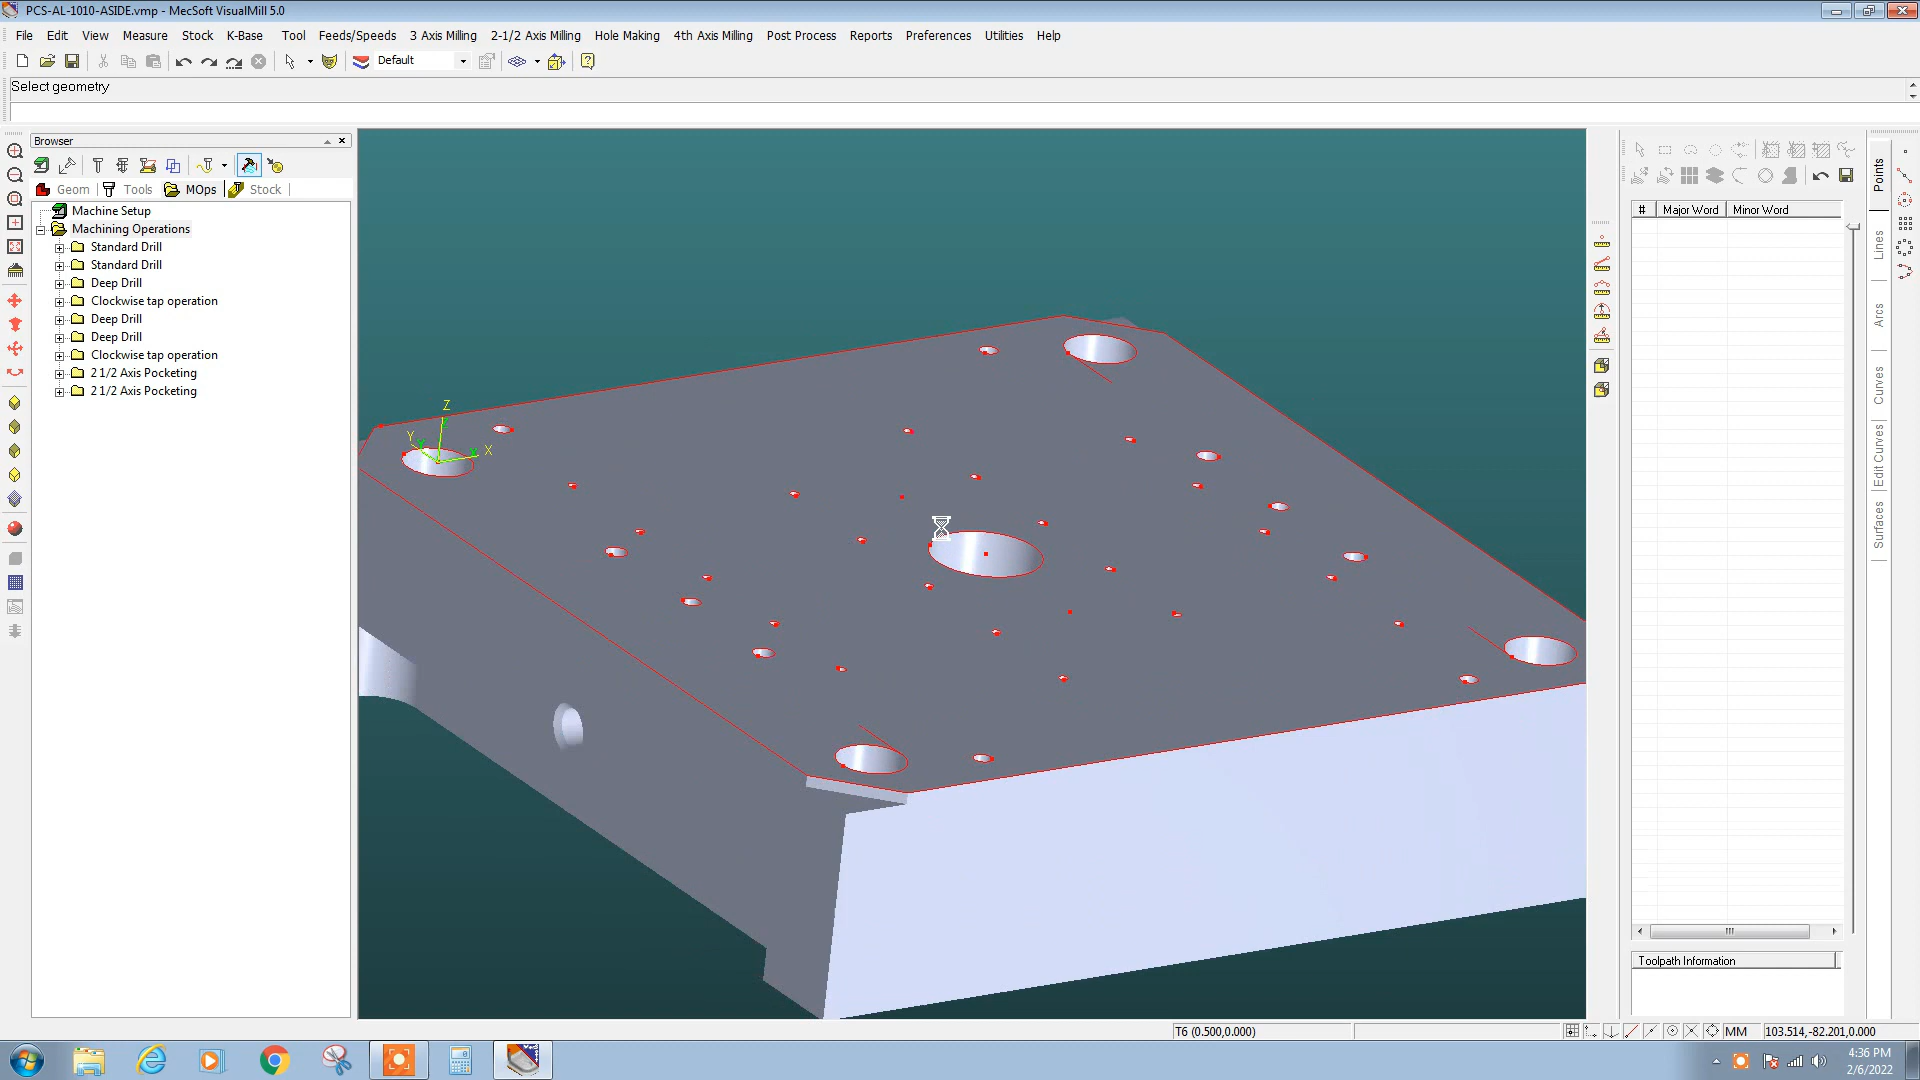 PCS-AL-1010-ASIDE.vmp - MecSoft VisualMill 5.0
File Edit View Measure Stock K-Base Tool Feeds/Speeds 3 Axis Milling 2-1/2 Axis Milling Hole Making 4th Axis Milling Post Process Reports Preferences Utilities Help
Default
Select geometry
Browser
Geom Tools MOps Stock
Machine Setup
Machining Operations
Standard Drill
Standard Drill
Deep Drill
Clockwise tap operation
Deep Drill
Deep Drill
Clockwise tap operation
2 1/2 Axis Pocketing
2 1/2 Axis Pocketing
Z
Y
X
# Major Word Minor Word
Points
Lines
Arcs
Curves
Edit Curves
Surfaces
Toolpath Information
T6 (0.500,0.000)
MM
103.514,-82.201,0.000
4:36 PM
2/6/2022